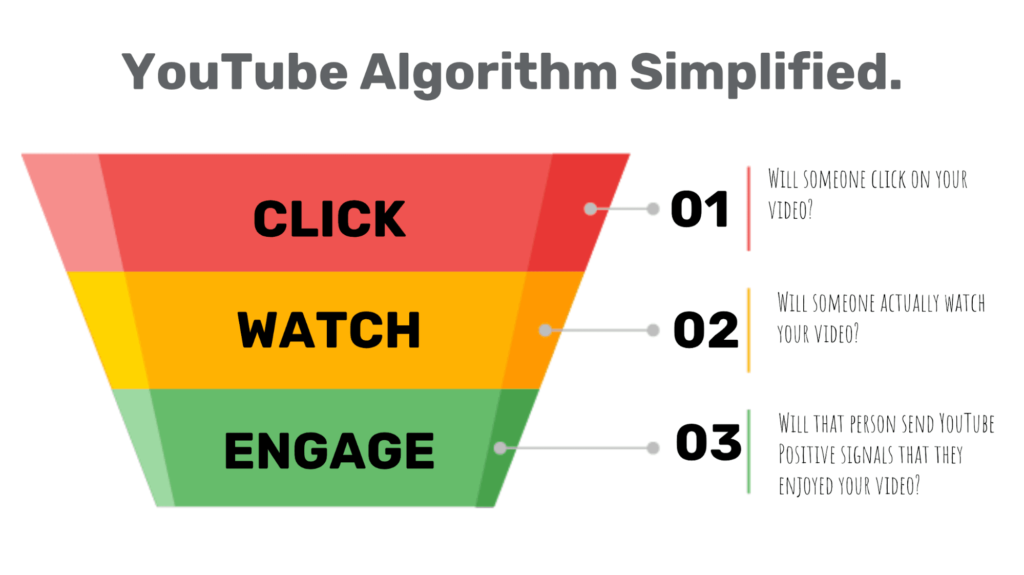 YouTube Algorithm Simplified.
CLICK
01
Will someone click on your
video?
WATCH
02
Will someone actually watch
your video?
ENGAGE
03
Will that person send YouTube
Positive signals that they
enjoyed your video?